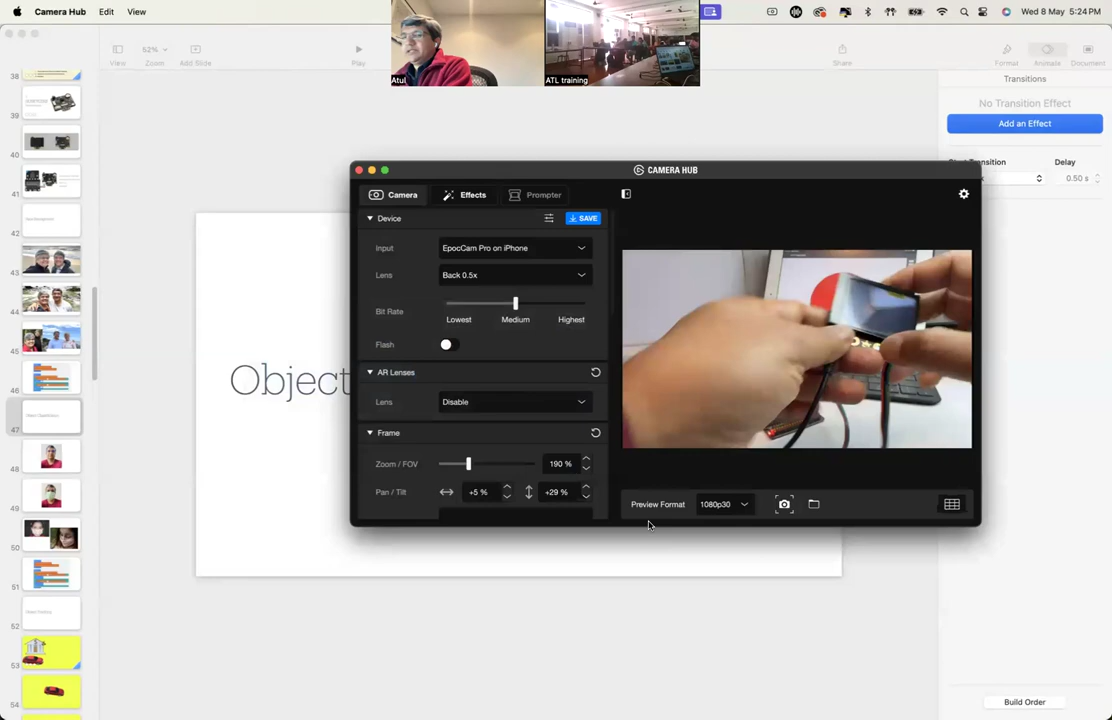 Camera Hub Edit View
Wed 8 May 5:24 PM
52%
View Zoom Add Slide
Play
Share
Format Animate Document
Atul
ATL training
Transitions
No Transition Effect
Add an Effect
Transition Delay
0.50 s
CAMERA HUB
Camera Effects Prompter
Device SAVE
Input EpocCam Pro on iPhone
Lens Back 0.5x
Bit Rate
Lowest Medium Highest
Flash
AR Lenses
Lens Disable
Frame
Zoom / FOV 190 %
Pan / Tilt +5 % +29 %
Preview Format 1080p30
Object
38
39
40
41
42
43
44
45
46
47
Object Classification
48
49
50
51
52
53
54
Build Order